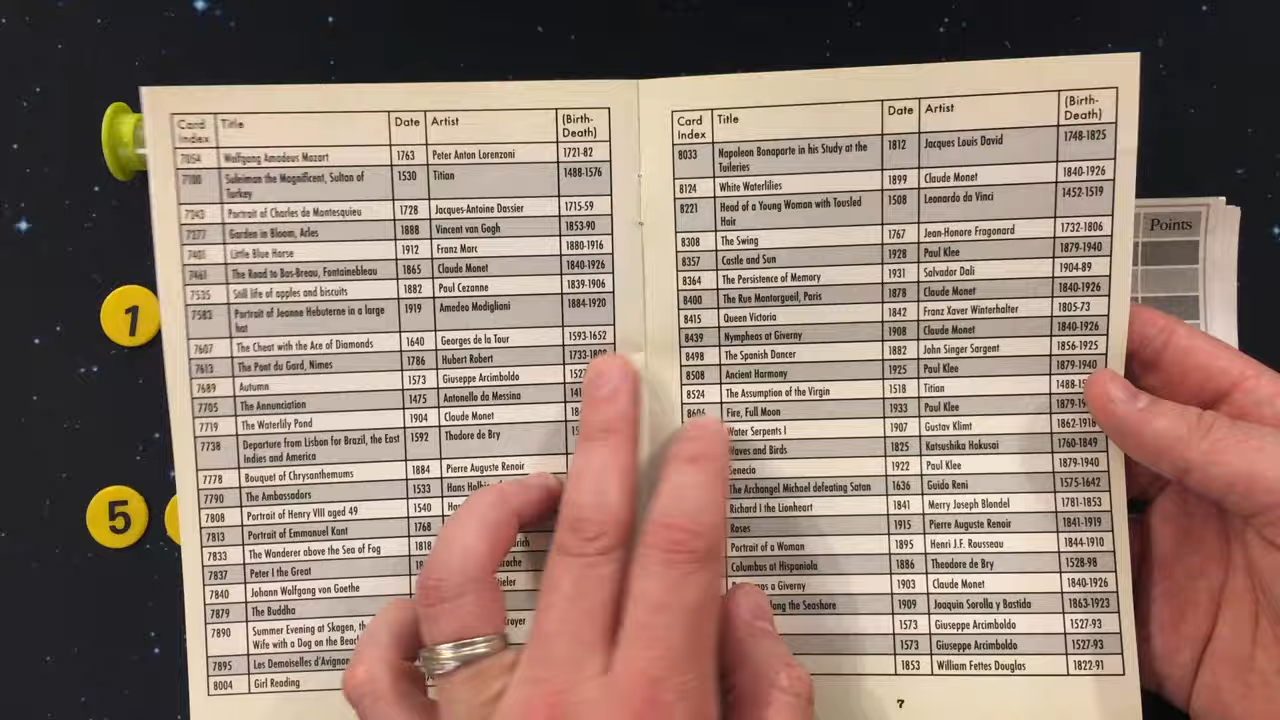 Card Index Title Date Artist (Birth-Death)
7054 Wolfgang Amadeus Mozart 1763 Peter Anton Lorenzoni 1721-82
7100 Suleiman the Magnificent, Sultan of 1530 Titian 1488-1576
Turkey
7243 Portrait of Charles de Montesquieu 1728 Jacques-Antoine Dassier 1715-59
7277 Garden in Bloom, Arles 1888 Vincent van Gogh 1853-90
7401 Little Blue Horse 1912 Franz Marc 1880-1916
7461 The Road to Bas-Breau, Fontainebleau 1865 Claude Monet 1840-1926
7535 Still life of apples and biscuits 1882 Paul Cezanne 1839-1906
7583 Portrait of Jeanne Hebuterne in a large 1919 Amedeo Modigliani 1884-1920
hat
7607 The Cheat with the Ace of Diamonds 1640 Georges de la Tour 1593-1652
7613 The Pont du Gard, Nimes 1786 Hubert Robert 1733-1808
7689 Autumn 1573 Giuseppe Arcimboldo
7705 The Annunciation 1475 Antonello da Messina
7719 The Waterlily Pond 1904 Claude Monet
7738 Departure from Lisbon for Brazil, the East 1592 Thodore de Bry
Indies and America
7778 Bouquet of Chrysanthemums 1884 Pierre Auguste Renoir
7790 The Ambassadors 1533 Hans
7808 Portrait of Henry VIII aged 49 1540
7813 Portrait of Emmanuel Kant 1768
7833 The Wanderer above the Sea of Fog 1818
7837 Peter I the Great
7840 Johann Wolfgang von Goethe
7879 The Buddha
7890 Summer Evening at Skagen,
Wife with a Dog on the
7895 Les Demoiselles
8004 Girl Reading
Card Index Title Date Artist (Birth-Death)
8033 Napoleon Bonaparte in his Study at the 1812 Jacques Louis David 1748-1825
Tuileries
8124 White Waterlilies 1899 Claude Monet 1840-1926
8221 Head of a Young Woman with Tousled 1508 Leonardo da Vinci 1452-1519
Hair
8308 The Swing 1767 Jean-Honore Fragonard 1732-1806
8357 Castle and Sun 1928 Paul Klee 1879-1940
8364 The Persistence of Memory 1931 Salvador Dali 1904-89
8400 The Rue Montorgueil, Paris 1878 Claude Monet 1840-1926
8415 Queen Victoria 1842 Franz Xaver Winterhalter 1805-73
8439 Nympheas at Giverny 1908 Claude Monet 1840-1926
8498 The Spanish Dancer 1882 John Singer Sargent 1856-1925
8508 Ancient Harmony 1925 Paul Klee 1879-1940
8524 The Assumption of the Virgin 1518 Titian
8606 Fire, Full Moon 1933 Paul Klee
Water Serpents I 1907 Gustav Klimt 1862-1918
Waves and Birds 1825 Katsushika Hokusai 1760-1849
Senecio 1922 Paul Klee 1879-1940
The Archangel Michael defeating Satan 1636 Guido Reni 1575-1642
Richard I the Lionheart 1841 Merry Joseph Blondel 1781-1853
Roses 1915 Pierre Auguste Renoir 1841-1919
Portrait of a Woman 1895 Henri J.F. Rousseau 1844-1910
Columbus at Hispaniola 1886 Theodore de Bry 1528-98
a Giverny 1903 Claude Monet 1840-1926
along the Seashore 1909 Joaquin Sorolla y Bastida 1863-1923
1573 Giuseppe Arcimboldo 1527-93
1573 Giuseppe Arcimboldo 1527-93
1853 William Fettes Douglas 1822-91
7
Points
1
5